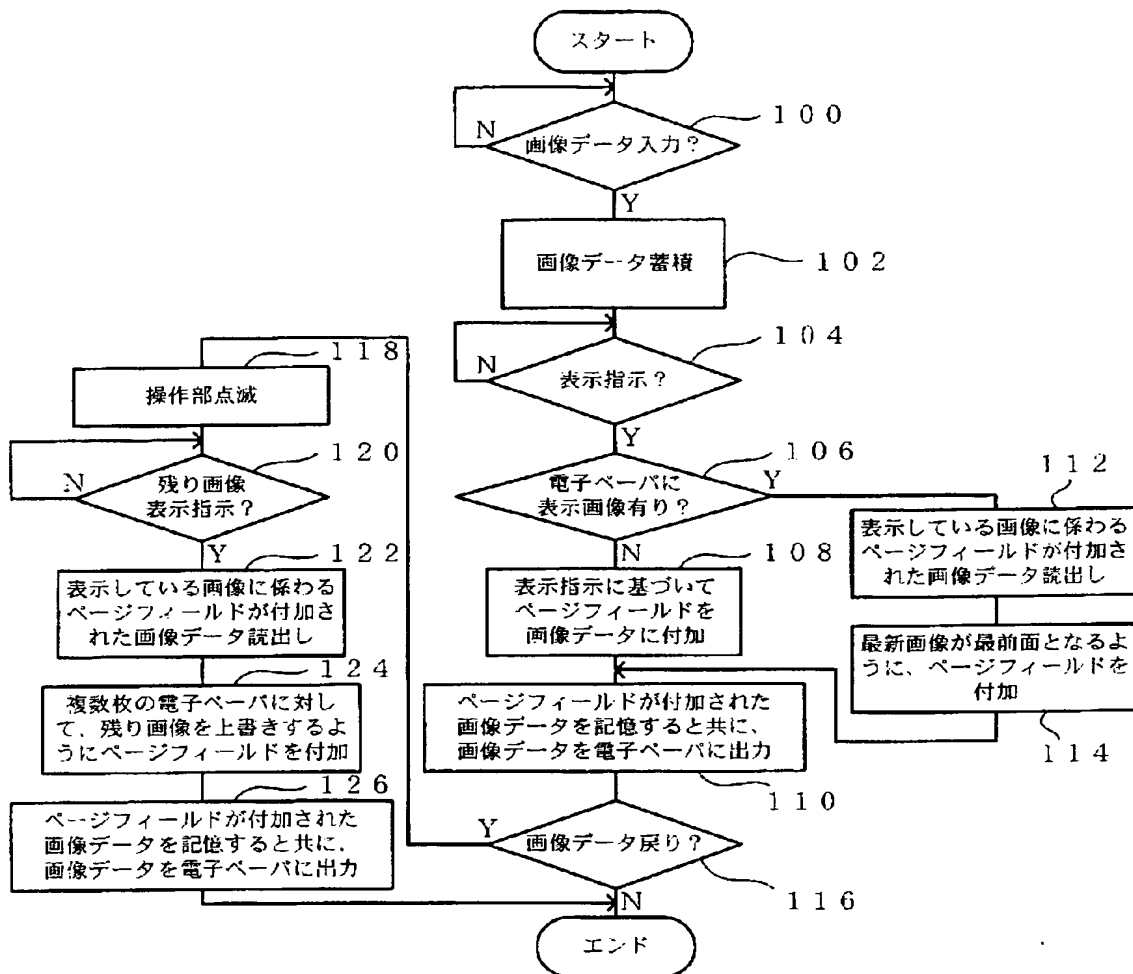 スタート
画像データ入力？
N
Y
100
画像データ蓄積
102
表示指示？
N
Y
104
電子ペーパに
表示画像有り？
Y
N
106
表示指示に基づいて
ページフィールドを
画像データに付加
108
表示している画像に係わる
ページフィールドが付加さ
れた画像データ読出し
112
最新画像が最前面となるよ
うに、ページフィールドを
付加
114
ページフィールドが付加された
画像データを記憶すると共に、
画像データを電子ペーパに出力
110
画像データ戻り？
Y
N
116
操作部点滅
118
残り画像
表示指示？
N
Y
120
表示している画像に係わる
ページフィールドが付加さ
れた画像データ読出し
122
複数枚の電子ペーパに対し
て、残り画像を上書きするよ
うにページフィールドを付加
124
ページフィールドが付加された
画像データを記憶すると共に、
画像データを電子ペーパに出力
126
エンド